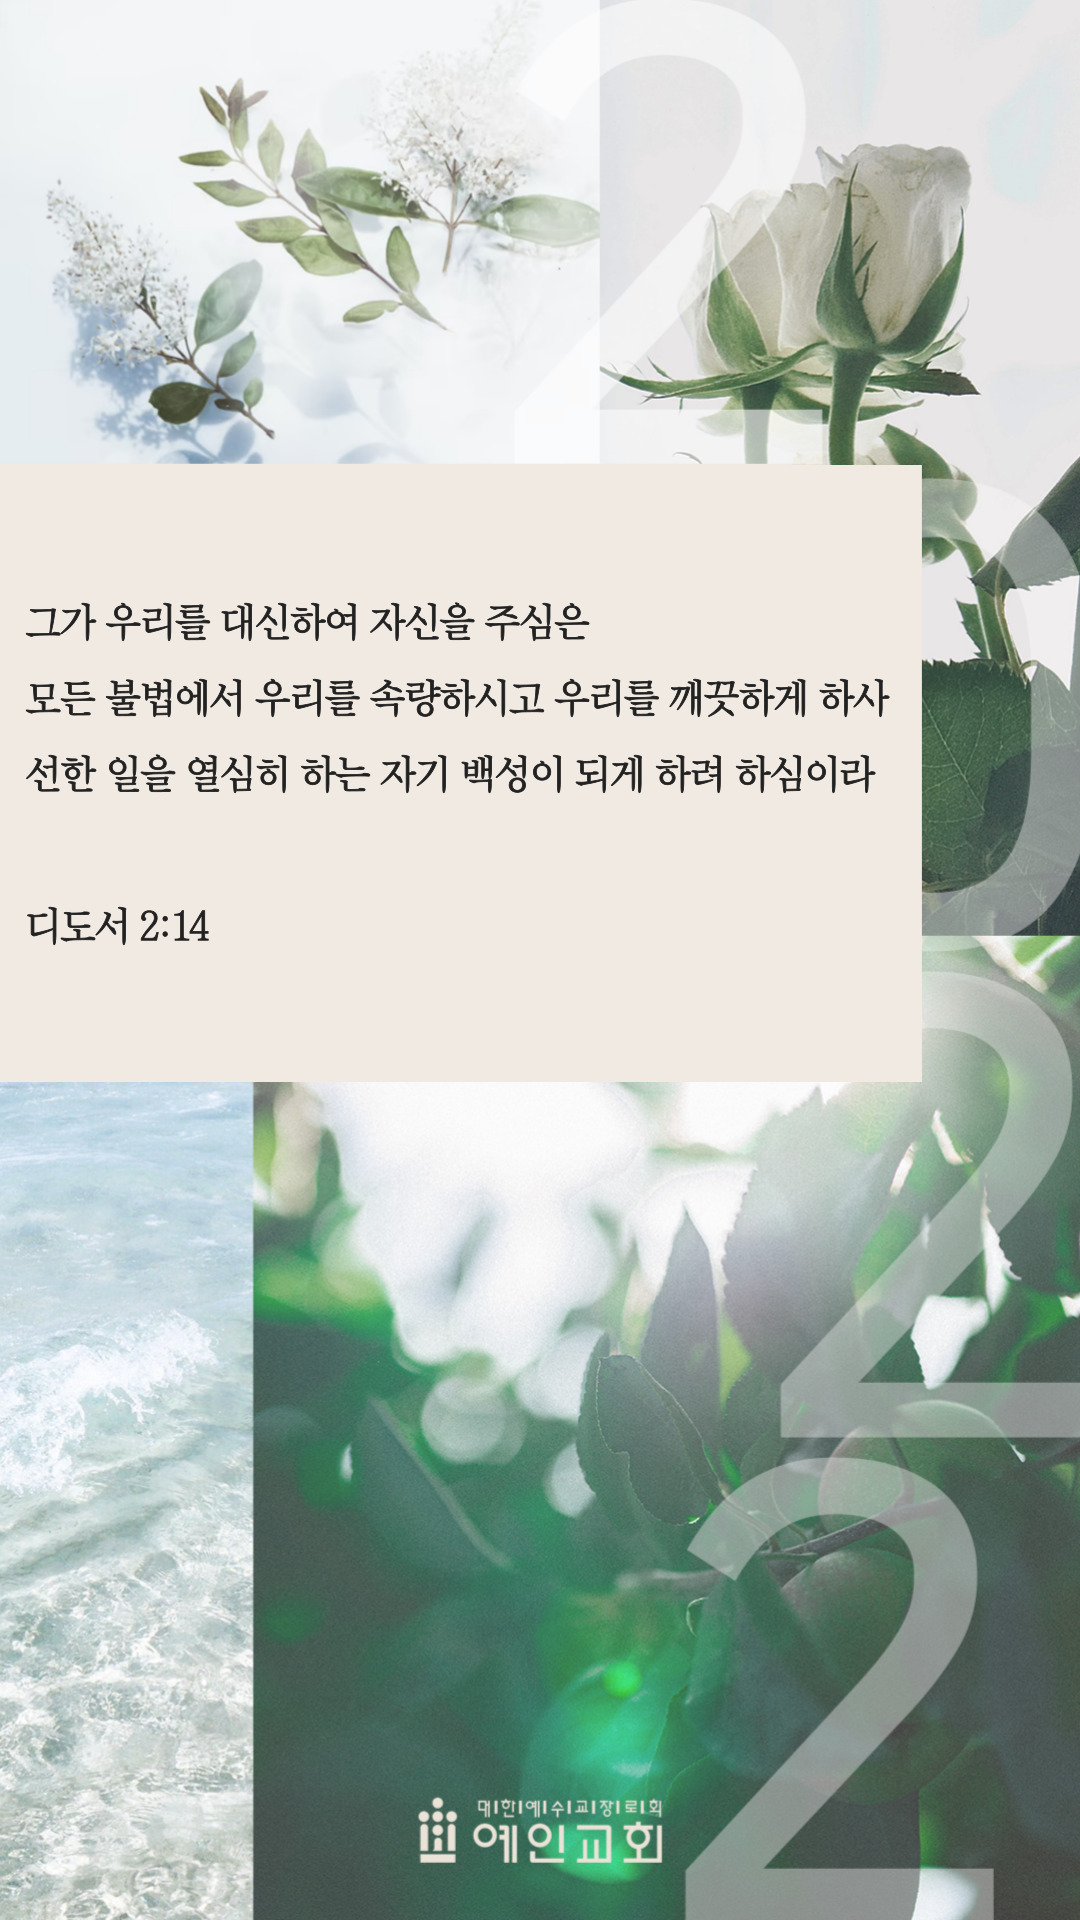 2
0
2
2
그가 우리를 대신하여 자신을 주심은
모든 불법에서 우리를 속량하시고 우리를 깨끗하게 하사
선한 일을 열심히 하는 자기 백성이 되게 하려 하심이라
디도서 2:14
대한예수교장로회
예인교회